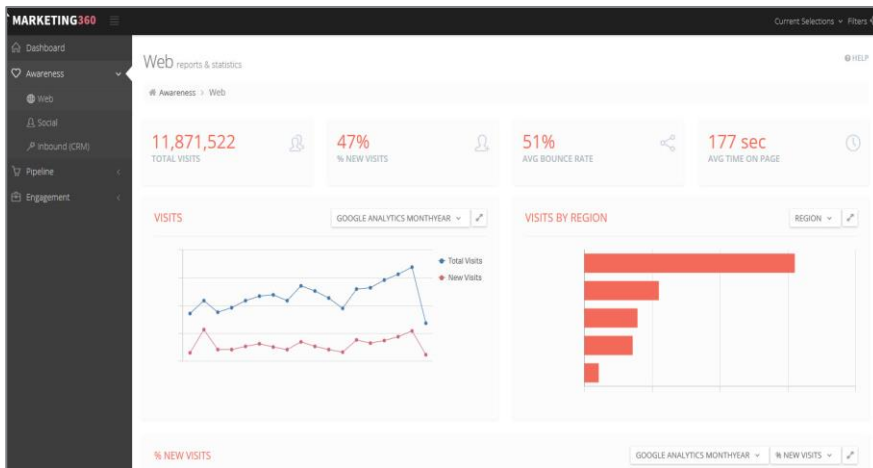 MARKETING360
Current Selections Filters
Dashboard
Awareness
Web
Social
Inbound (CRM)
Pipeline
Engagement
Web reports & statistics
HELP
Awareness > Web
11,871,522
TOTAL VISITS
47%
% NEW VISITS
51%
AVG BOUNCE RATE
177 sec
AVG TIME ON PAGE
VISITS
GOOGLE ANALYTICS MONTHYEAR
Total Visits
New Visits
VISITS BY REGION
REGION
% NEW VISITS
GOOGLE ANALYTICS MONTHYEAR
% NEW VISITS